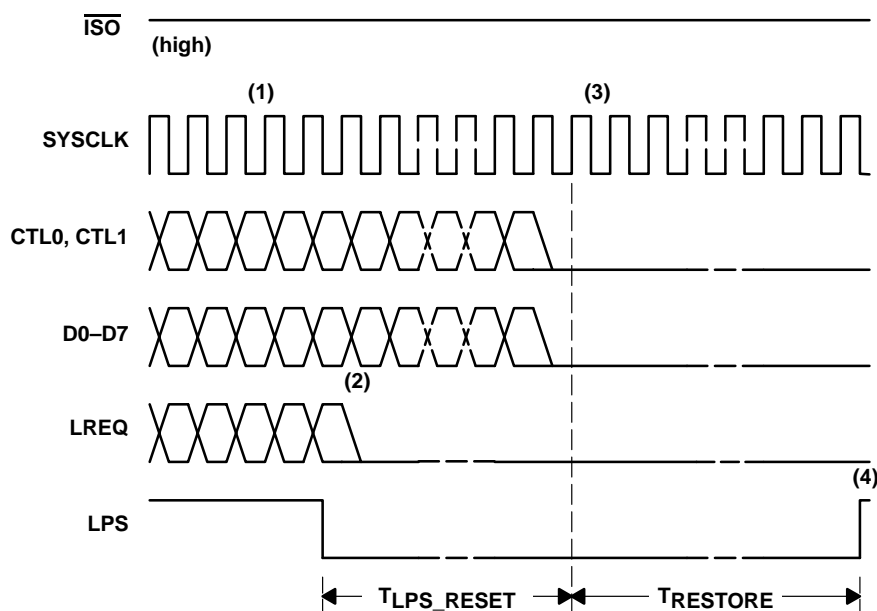 ISO
(high)
(1)
(3)
SYSCLK
CTL0, CTL1
D0–D7
(2)
LREQ
(4)
LPS
TLPS_RESET
TRESTORE